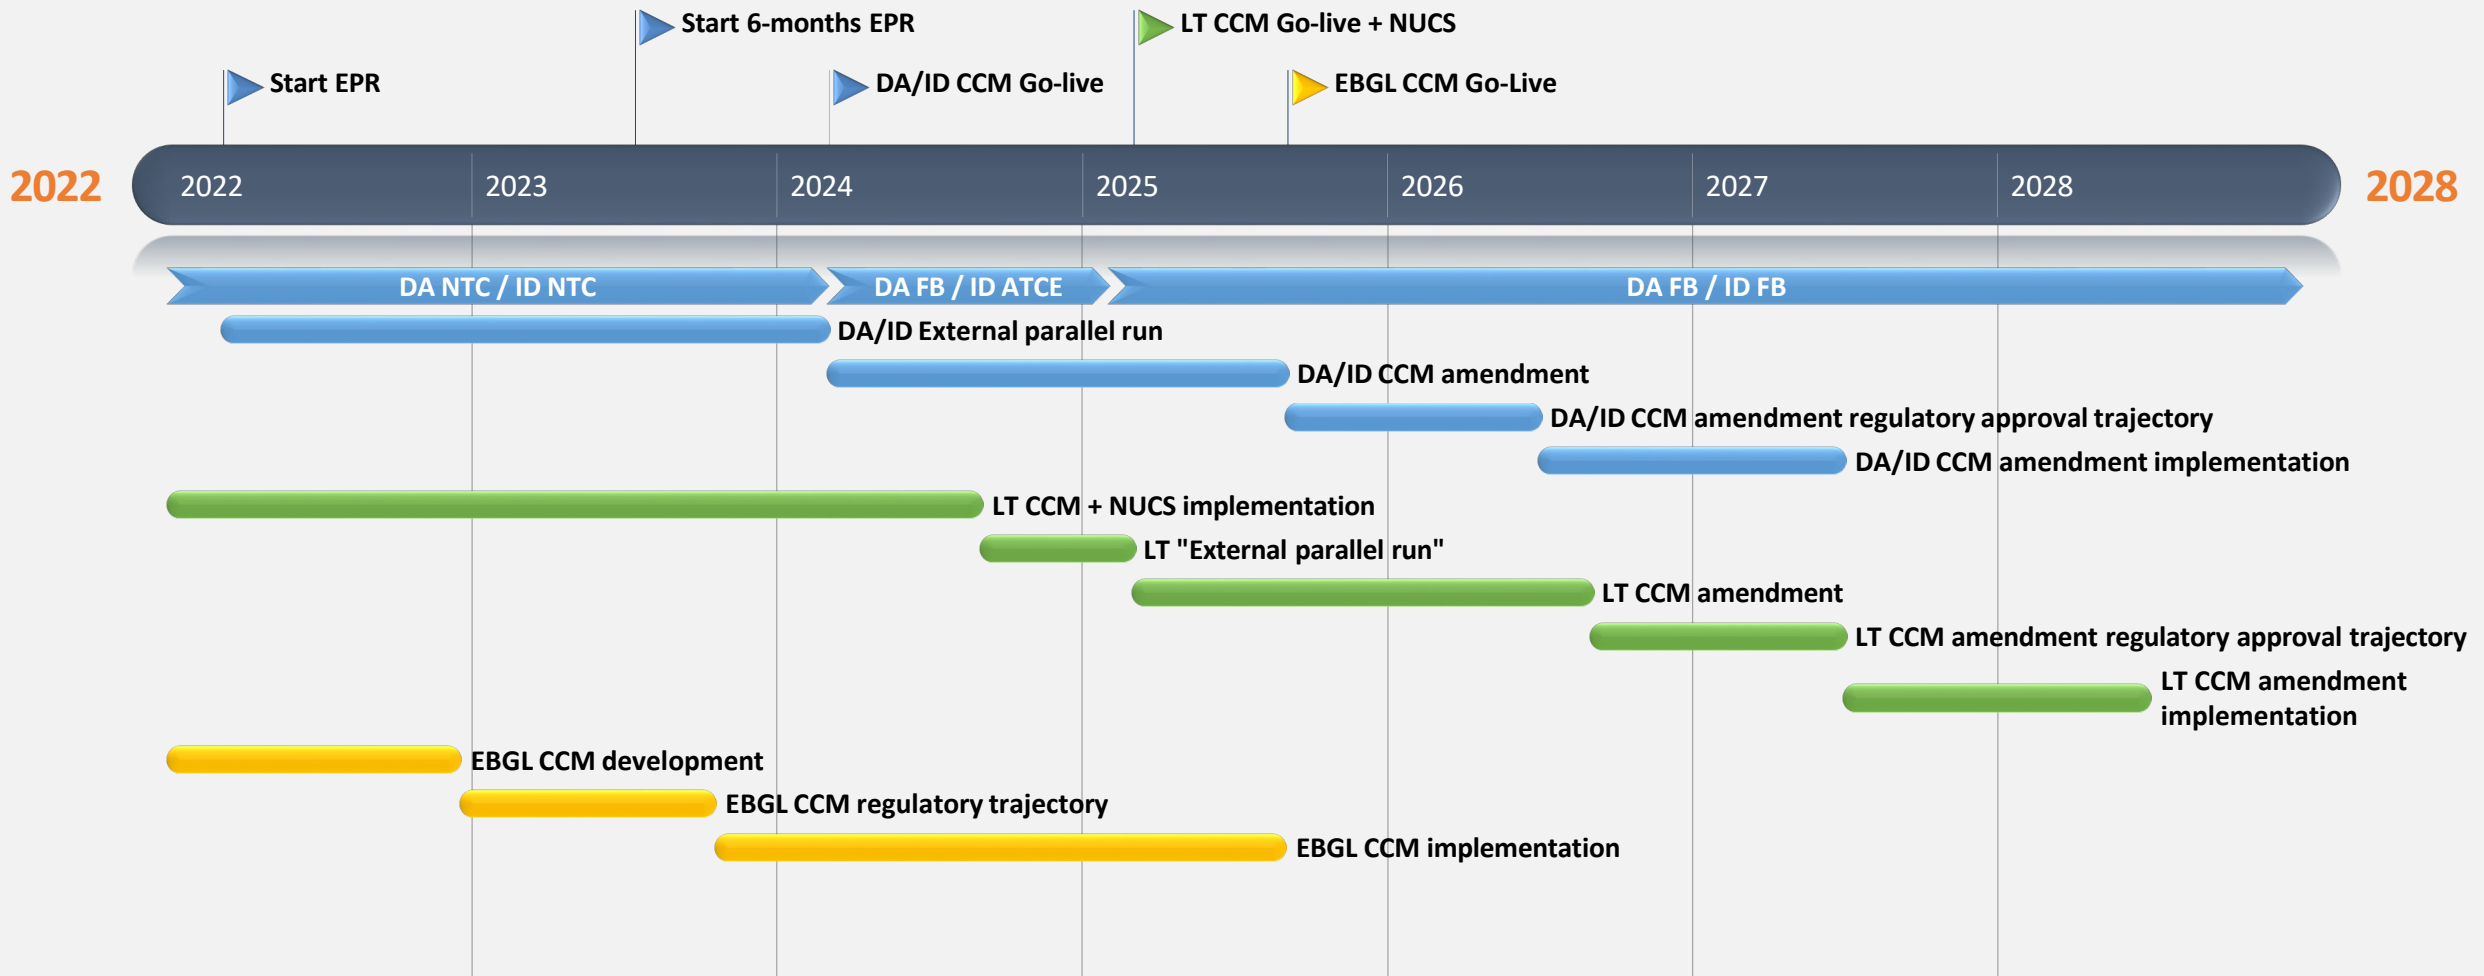 Start 6-months EPR
LT CCM Go-live + NUCS
Start EPR
DA/ID CCM Go-live
EBGL CCM Go-Live
2022
2022
2023
2024
2025
2026
2027
2028
2028
DA NTC / ID NTC
DA FB / ID ATCE
DA FB / ID FB
DA/ID External parallel run
DA/ID CCM amendment
DA/ID CCM amendment regulatory approval trajectory
DA/ID CCM amendment implementation
LT CCM + NUCS implementation
LT "External parallel run"
LT CCM amendment
LT CCM amendment regulatory approval trajectory
LT CCM amendment
implementation
EBGL CCM development
EBGL CCM regulatory trajectory
EBGL CCM implementation